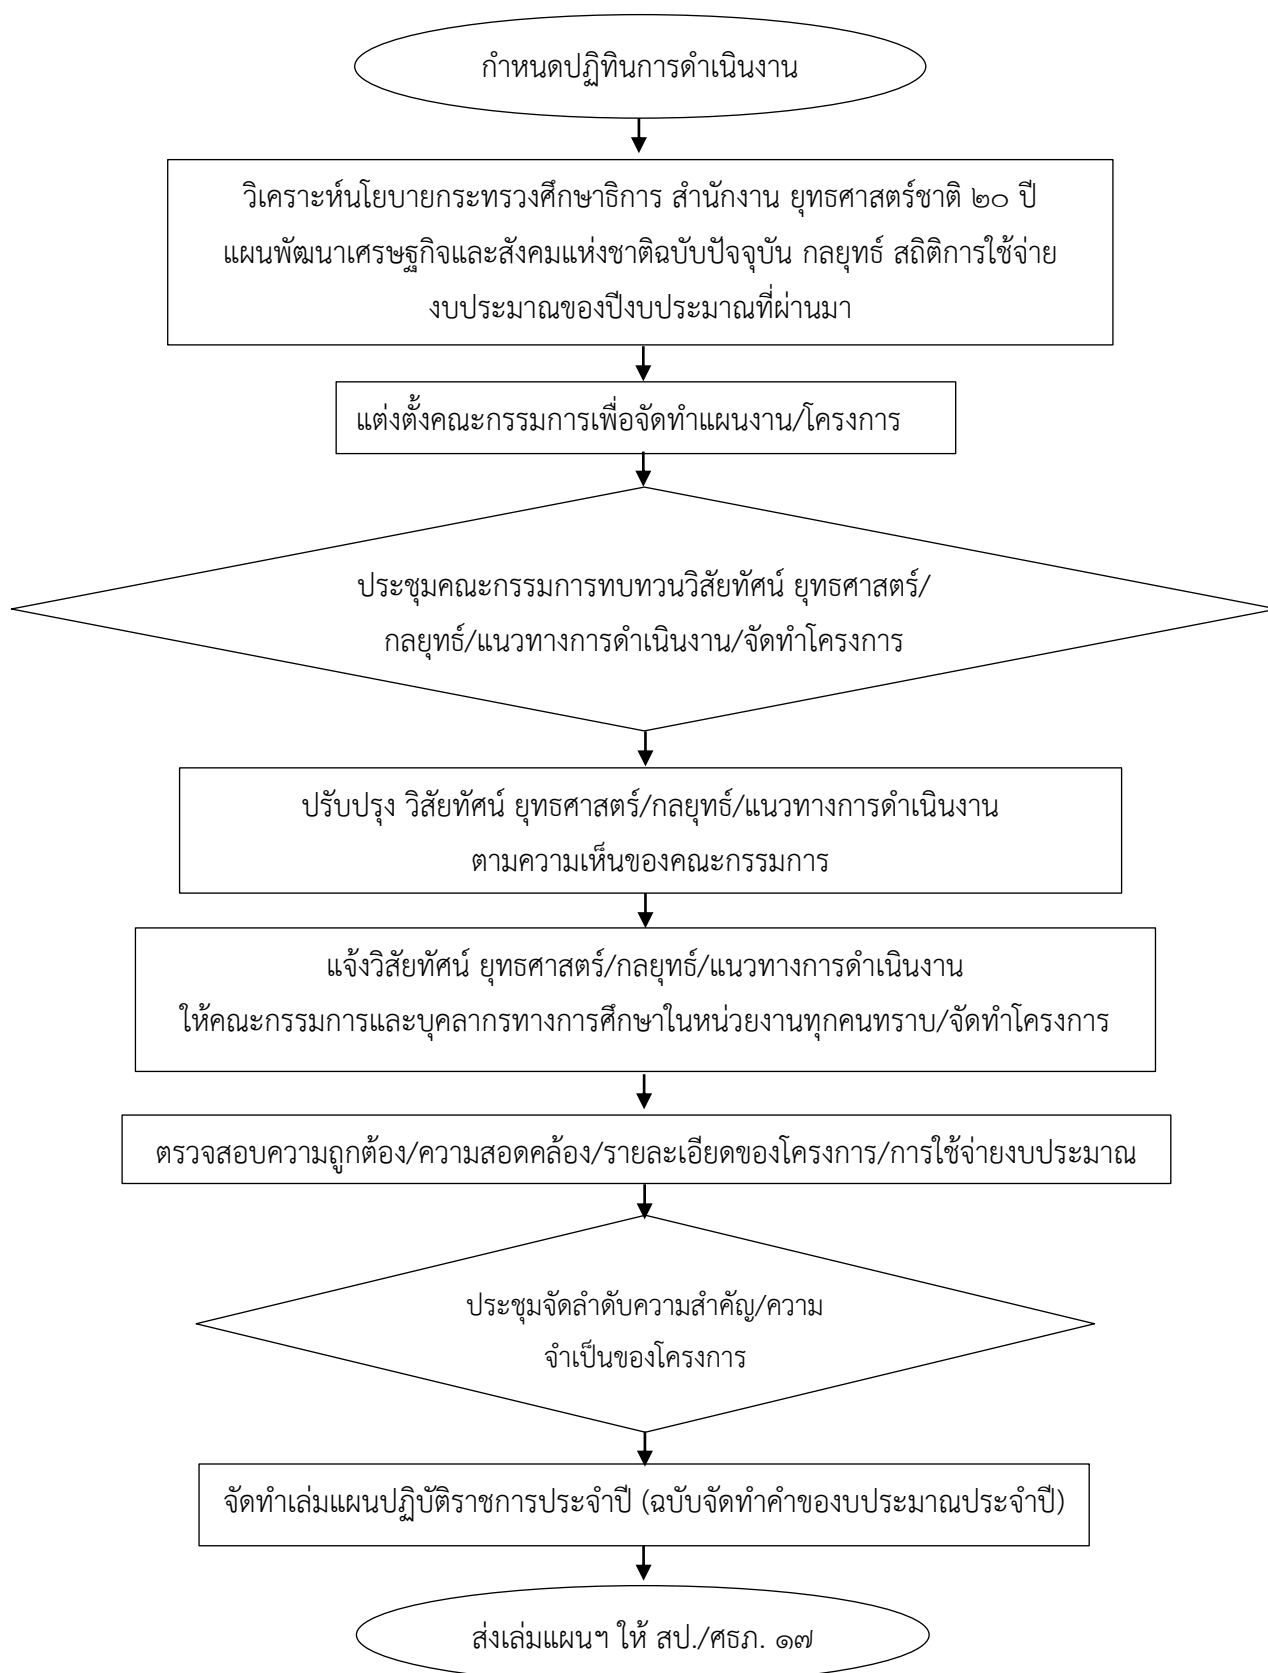 กำหนดปฏิทินการดำเนินงาน
วิเคราะห์นโยบายกระทรวงศึกษาธิการ สำนักงาน ยุทธศาสตร์ชาติ ๒๐ ปี
แผนพัฒนาเศรษฐกิจและสังคมแห่งชาติฉบับปัจจุบัน กลยุทธ์ สถิติการใช้จ่าย
งบประมาณของปีงบประมาณที่ผ่านมา
แต่งตั้งคณะกรรมการเพื่อจัดทำแผนงาน/โครงการ
ประชุมคณะกรรมการทบทวนวิสัยทัศน์ ยุทธศาสตร์/
กลยุทธ์/แนวทางการดำเนินงาน/จัดทำโครงการ
ปรับปรุง วิสัยทัศน์ ยุทธศาสตร์/กลยุทธ์/แนวทางการดำเนินงาน
ตามความเห็นของคณะกรรมการ
แจ้งวิสัยทัศน์ ยุทธศาสตร์/กลยุทธ์/แนวทางการดำเนินงาน
ให้คณะกรรมการและบุคลากรทางการศึกษาในหน่วยงานทุกคนทราบ/จัดทำโครงการ
ตรวจสอบความถูกต้อง/ความสอดคล้อง/รายละเอียดของโครงการ/การใช้จ่ายงบประมาณ
ประชุมจัดลำดับความสำคัญ/ความ
จำเป็นของโครงการ
จัดทำเล่มแผนปฏิบัติราชการประจำปี (ฉบับจัดทำคำของบประมาณประจำปี)
ส่งเล่มแผนฯ ให้ สป./ศธภ. ๑๗